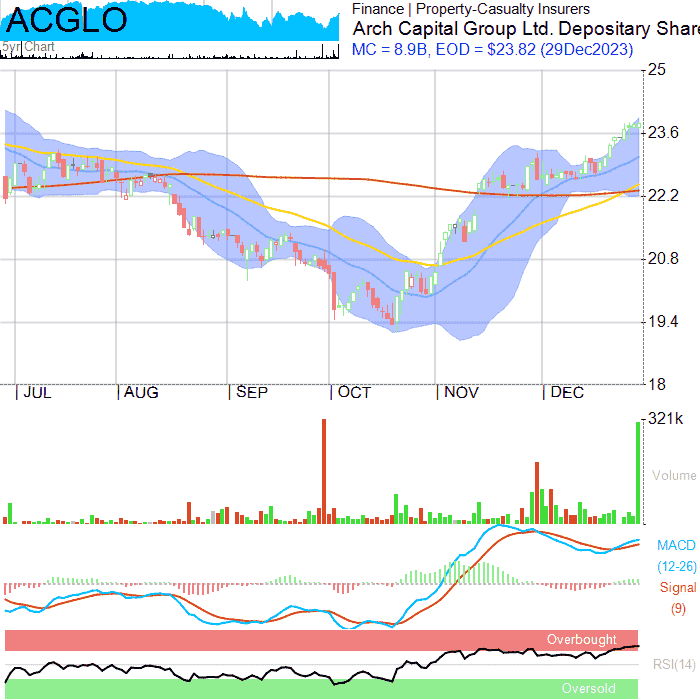 ACGLO
5yr Chart
Finance | Property-Casualty Insurers
Arch Capital Group Ltd. Depositary Share
MC = 8.9B, EOD = $23.82 (29Dec2023)
25
23.6
22.2
20.8
19.4
18
| JUL | AUG | SEP | OCT | NOV | DEC
321k
Volume
MACD
(12-26)
Signal
(9)
Overbought
RSI(14)
Oversold